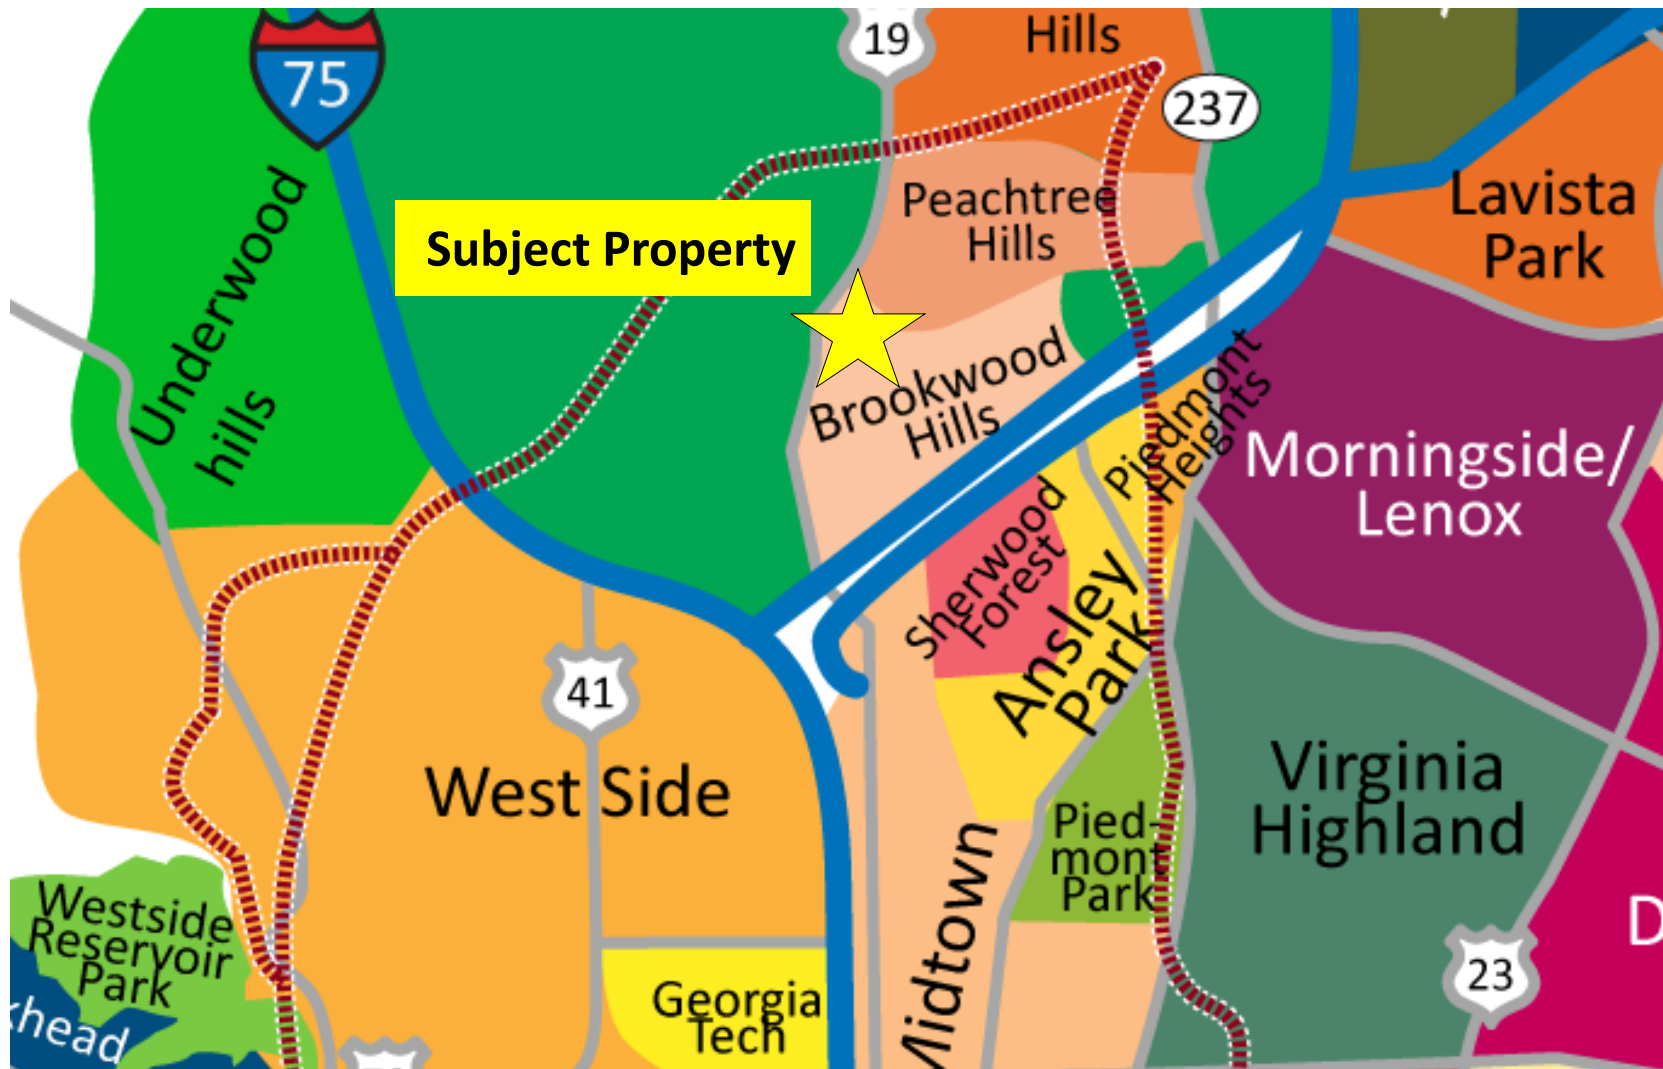 19
Hills
75
237
Underwood
hills
Peachtree
Hills
Lavista
Park
Subject Property
Brookwood
Hills
Piedmont
Heights
Morningside/
Lenox
Sherwood
Forest
Ansley
Park
41
West Side
Virginia
Highland
Pied-
mont
Park
Midtown
Westside
Reservoir
Park
khead
Georgia
Tech
23
D